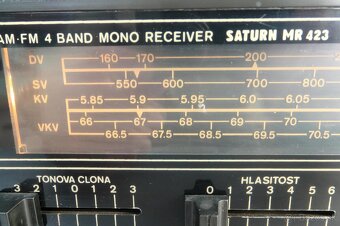 AM·FM 4 BAND MONO RECEIVER SATURN MR 423
DV 160 170 200
SV 550 600 700 800
KV 5.85 5.9 5.95 6.0 6.05
VKV 66 67 68 69 70
66.5 67.5 68.5 69.5 70.5
TONOVA CLONA HLASITOST
3 2 1 0 1 2 3 0 1 2 3 4 5 6